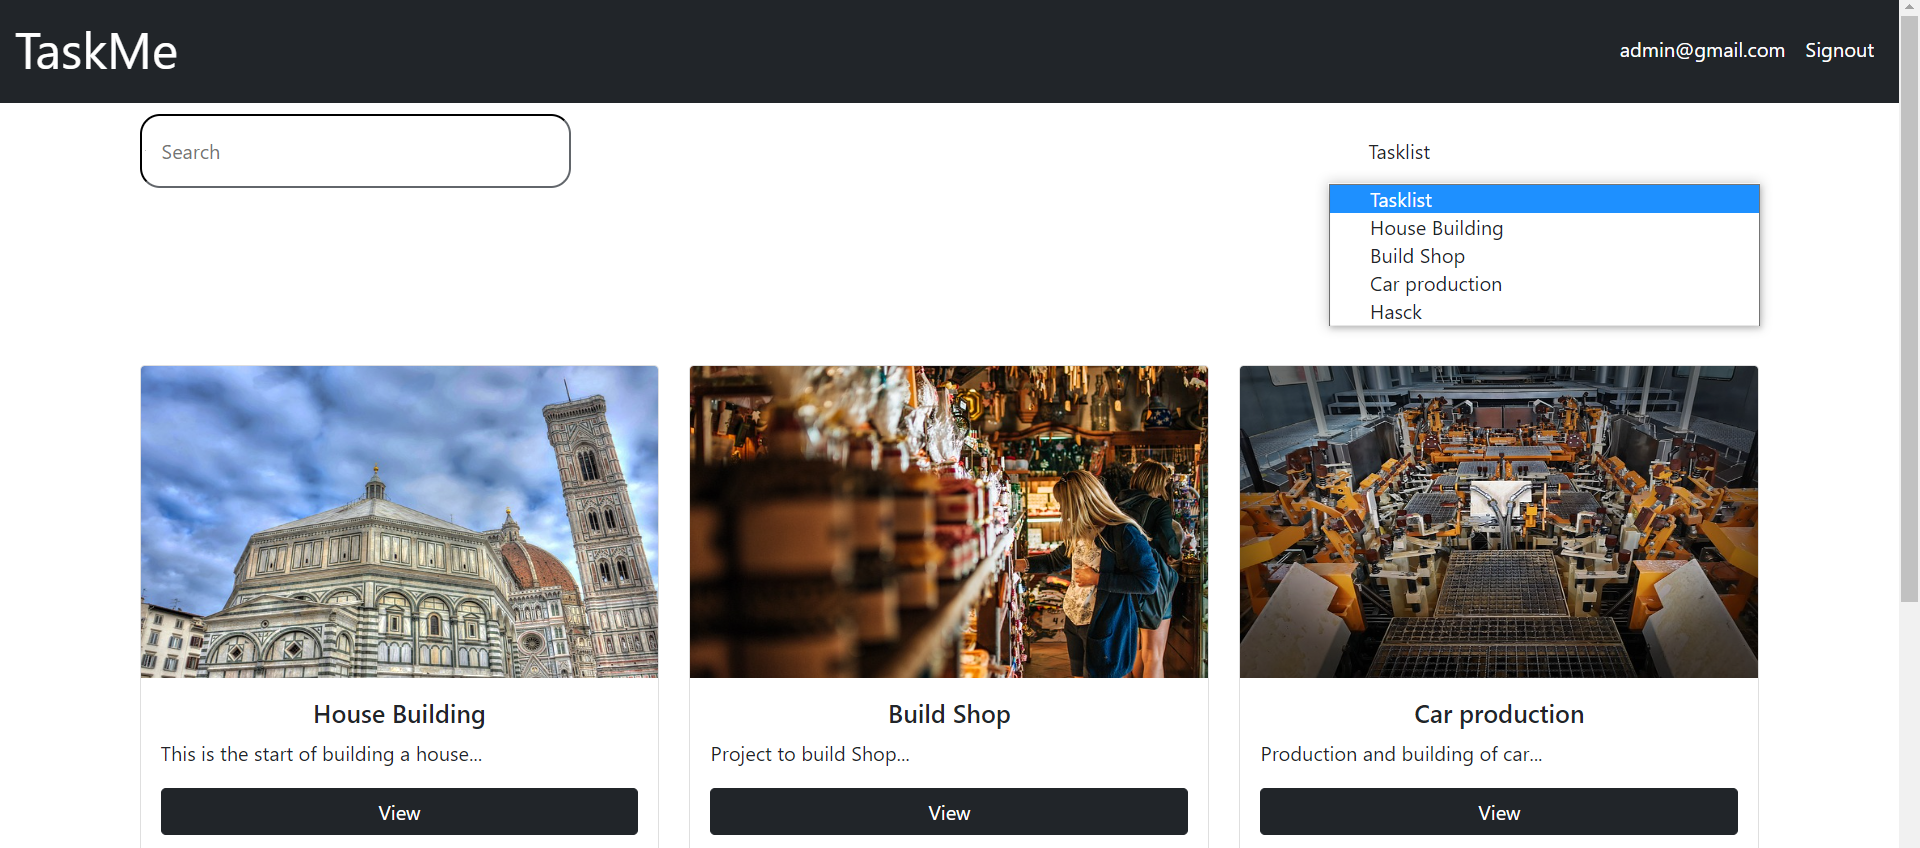 TaskMe
admin@gmail.com Signout
Search
Tasklist
Tasklist
House Building
Build Shop
Car production
Hasck
House Building
This is the start of building a house...
View
Build Shop
Project to build Shop...
View
Car production
Production and building of car...
View